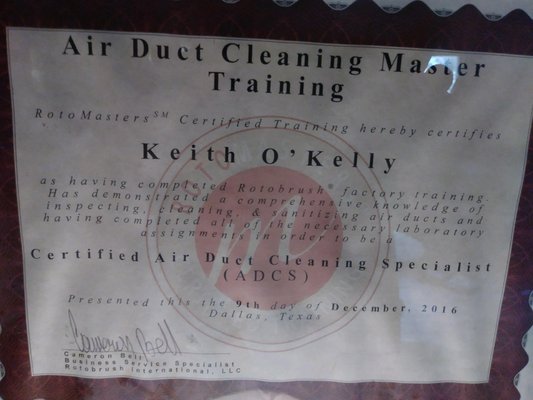 Air Duct Cleaning Master
Training
RotoMasters℠ Certified Training hereby certifies
Keith O'Kelly
as having completed Rotobrush® factory training.
Has demonstrated a comprehensive knowledge of
inspecting, cleaning, & sanitizing air ducts and
having completed all of the necessary laboratory
assignments in order to be a
Certified Air Duct Cleaning Specialist
(ADCS)
Presented this the 9th day of December, 2016
Dallas, Texas
Cameron Bell
Cameron Bell
Business Service Specialist
Rotobrush International, LLC